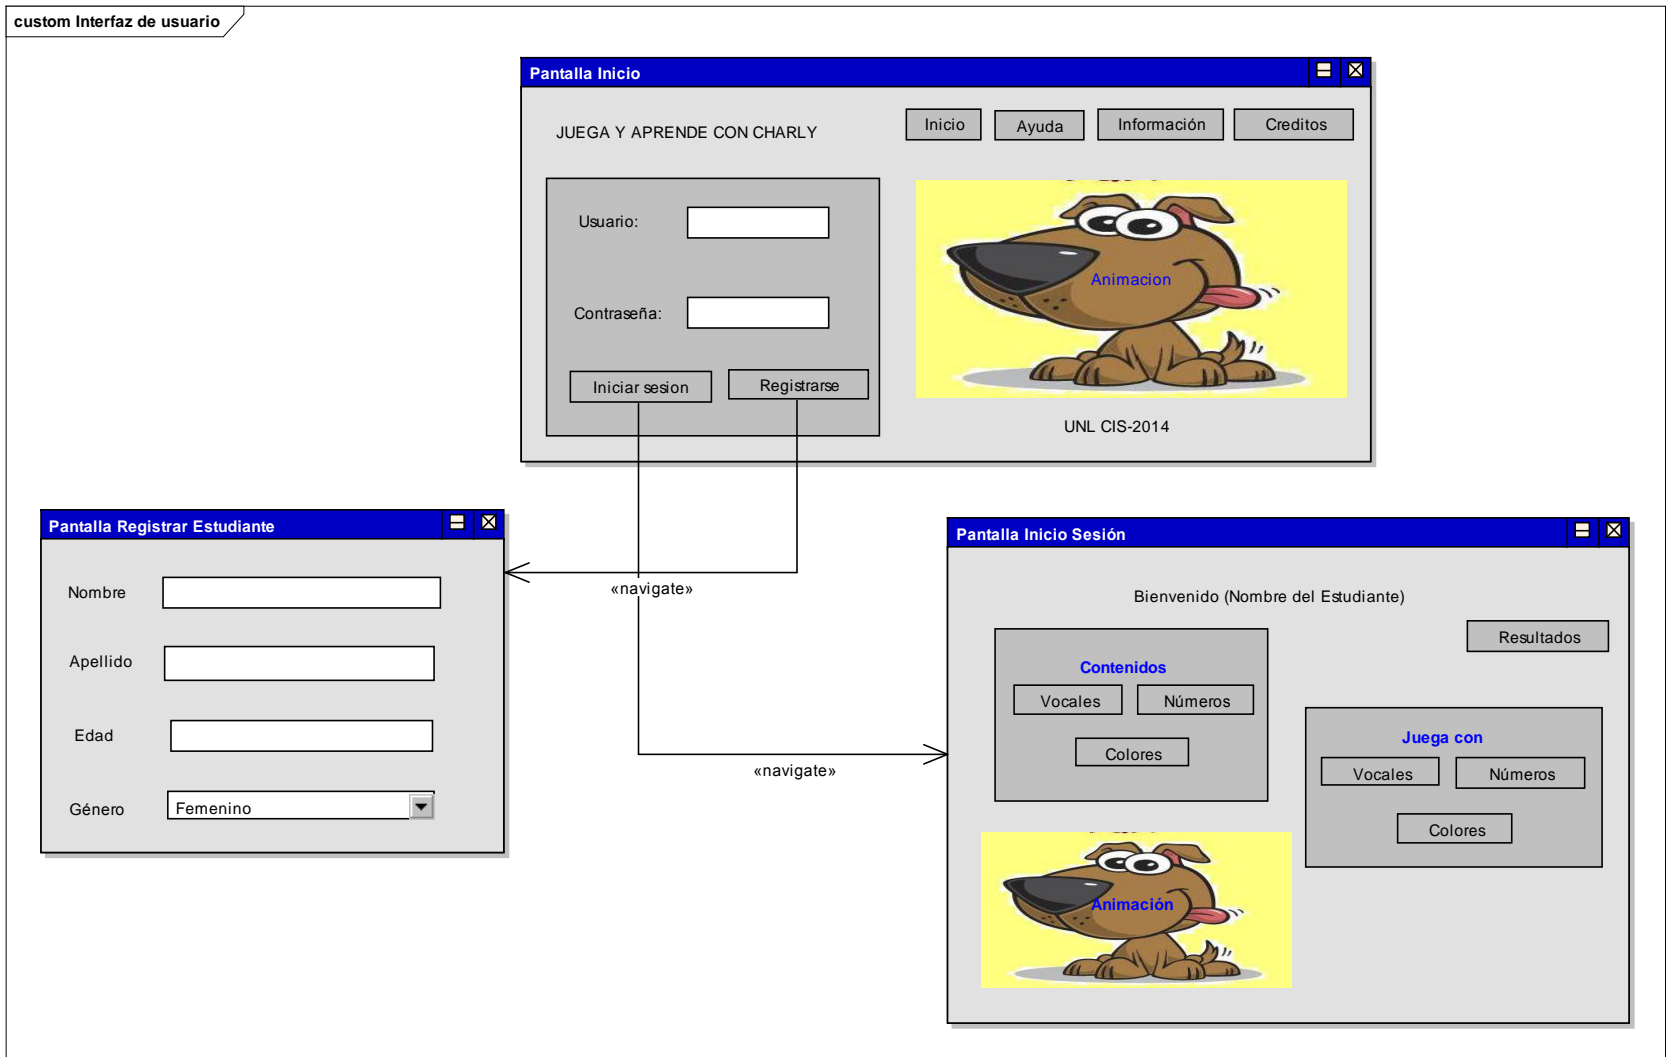 custom Interfaz de usuario
Pantalla Inicio
JUEGA Y APRENDE CON CHARLY
Inicio
Ayuda
Información
Creditos
Usuario:
Contraseña:
Iniciar sesion
Registrarse
Animacion
UNL CIS-2014
Pantalla Registrar Estudiante
Nombre
Apellido
Edad
Género
Femenino
«navigate»
«navigate»
Pantalla Inicio Sesión
Bienvenido (Nombre del Estudiante)
Resultados
Contenidos
Vocales
Números
Colores
Juega con
Vocales
Números
Colores
Animación